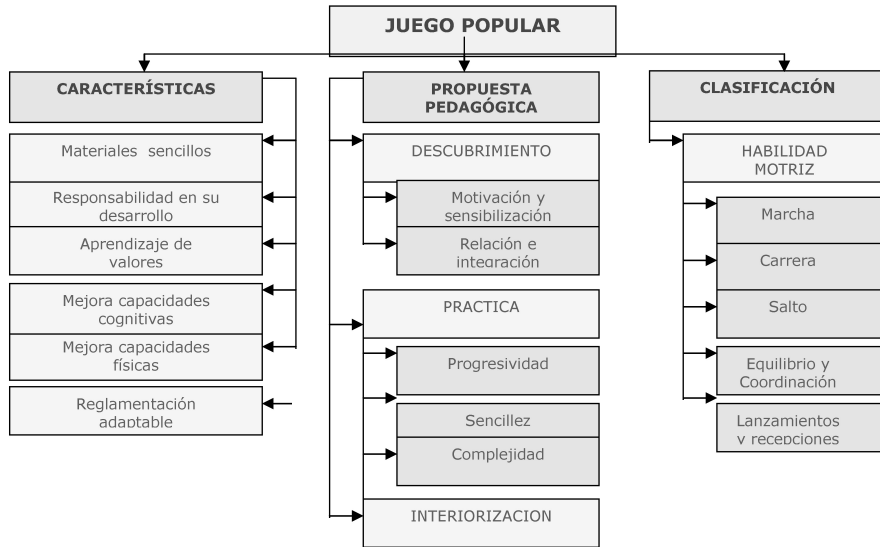 JUEGO POPULAR
CARACTERÍSTICAS
Materiales sencillos
Responsabilidad en su
desarrollo
Aprendizaje de
valores
Mejora capacidades
cognitivas
Mejora capacidades
físicas
Reglamentación
adaptable
PROPUESTA
PEDAGÓGICA
DESCUBRIMIENTO
Motivación y
sensibilización
Relación e
integración
PRACTICA
Progresividad
Sencillez
Complejidad
INTERIORIZACION
CLASIFICACIÓN
HABILIDAD
MOTRIZ
Marcha
Carrera
Salto
Equilibrio y
Coordinación
Lanzamientos
y recepciones